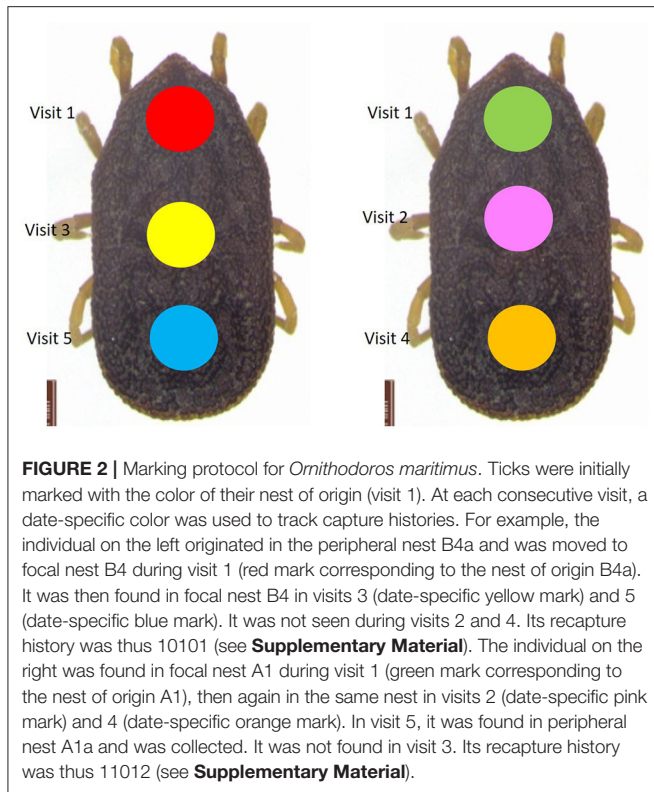 Visit 1
Visit 3
Visit 5
Visit 1
Visit 2
Visit 4
FIGURE 2 | Marking protocol for Ornithodoros maritimus. Ticks were initially
marked with the color of their nest of origin (visit 1). At each consecutive visit, a
date-specific color was used to track capture histories. For example, the
individual on the left originated in the peripheral nest B4a and was moved to
focal nest B4 during visit 1 (red mark corresponding to the nest of origin B4a).
It was then found in focal nest B4 in visits 3 (date-specific yellow mark) and 5
(date-specific blue mark). It was not seen during visits 2 and 4. Its recapture
history was thus 10101 (see Supplementary Material). The individual on the
right was found in focal nest A1 during visit 1 (green mark corresponding to
the nest of origin A1), then again in the same nest in visits 2 (date-specific pink
mark) and 4 (date-specific orange mark). In visit 5, it was found in peripheral
nest A1a and was collected. It was not found in visit 3. Its recapture history
was thus 11012 (see Supplementary Material).